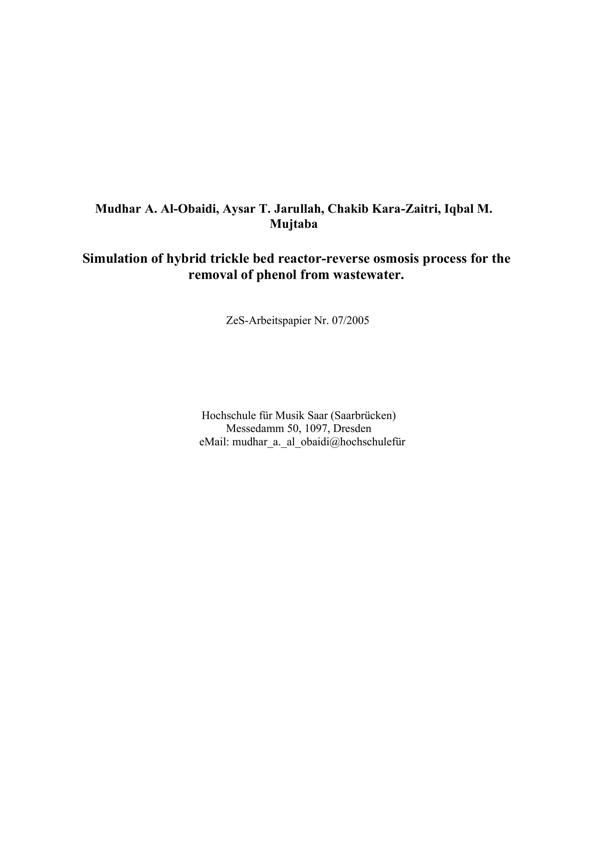 Mudhar A. Al-Obaidi, Aysar T. Jarullah, Chakib Kara-Zaitri, Iqbal M.
Mujtaba
Simulation of hybrid trickle bed reactor-reverse osmosis process for the
removal of phenol from wastewater.
ZeS-Arbeitspapier Nr. 07/2005
Hochschule für Musik Saar (Saarbrücken)
Messedamm 50, 1097, Dresden
eMail: mudhar_a._al_obaidi@hochschulefür